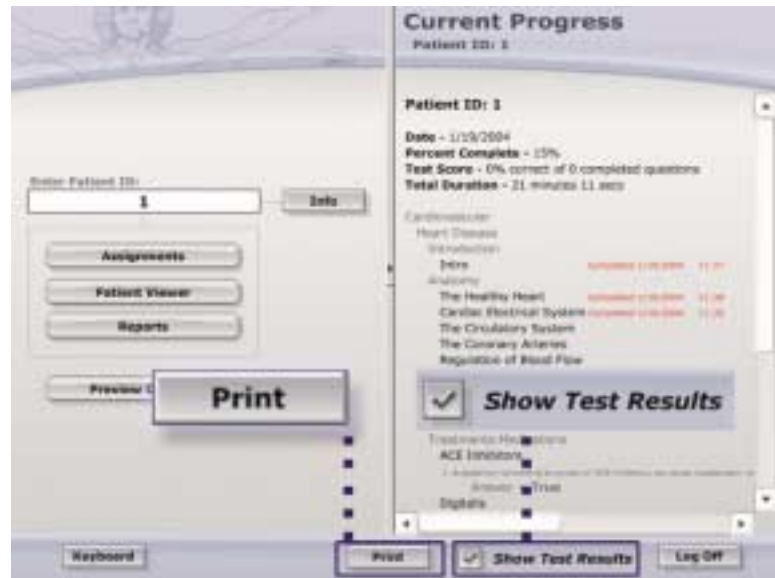 Current Progress
Patient ID: 1
Patient ID: 1
Date - 1/19/2004
Percent Complete - 15%
Test Score - 0% correct of 0 completed questions
Total Duration - 21 minutes 11 secs
Enter Patient ID:
1
Info
Assignments
Patient Viewer
Reports
Preview
Print
Cardiovascular
Heart Disease
Introduction
Intro
Anatomy
The Healthy Heart
Cardiac Electrical System
The Circulatory System
The Coronary Arteries
Regulation of Blood Flow
Show Test Results
Treatments Medications
ACE Inhibitors
Answer - True
Digitalis
Keyboard
Print
Show Test Results
Log Off